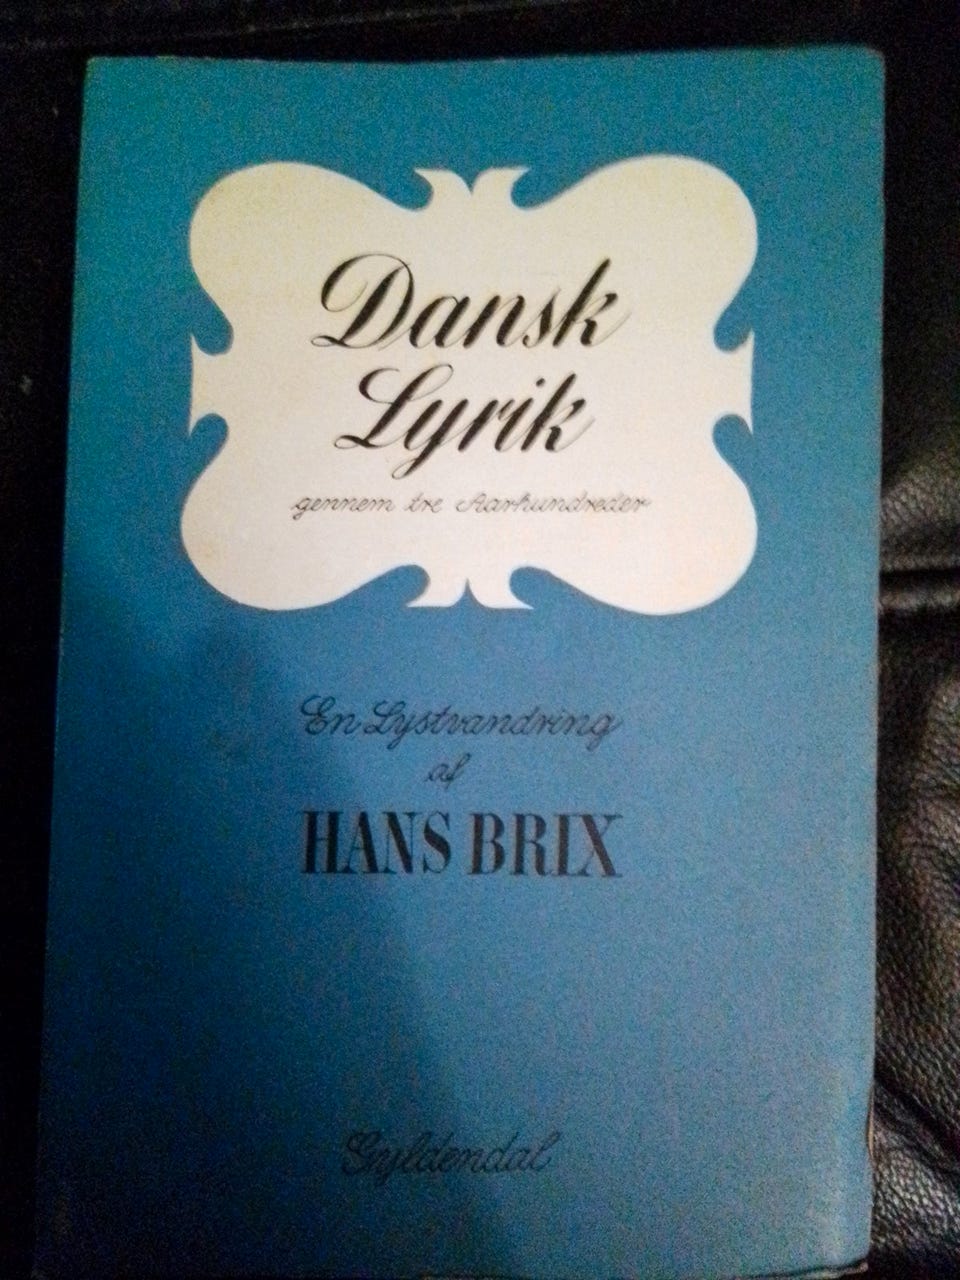 Dansk
Lyrik
gennem tre Aarhundreder
En Lystvandring
af
HANS BRIX
Gyldendal